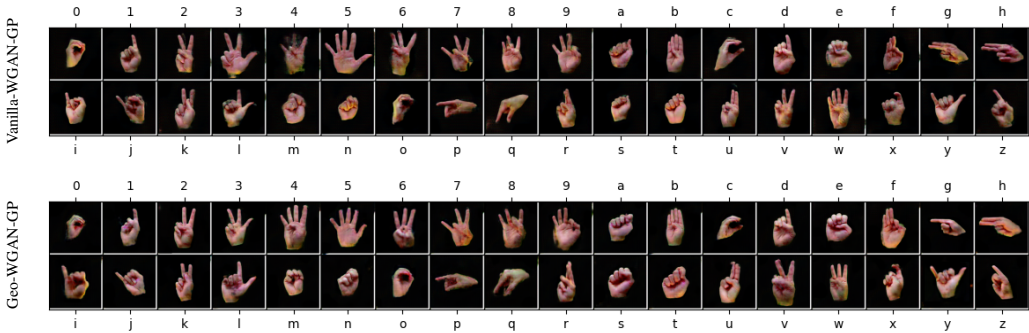 0 1 2 3 4 5 6 7 8 9 a b c d e f g h
Vanilla-WGAN-GP
i j k l m n o p q r s t u v w x y z
0 1 2 3 4 5 6 7 8 9 a b c d e f g h
Geo-WGAN-GP
i j k l m n o p q r s t u v w x y z